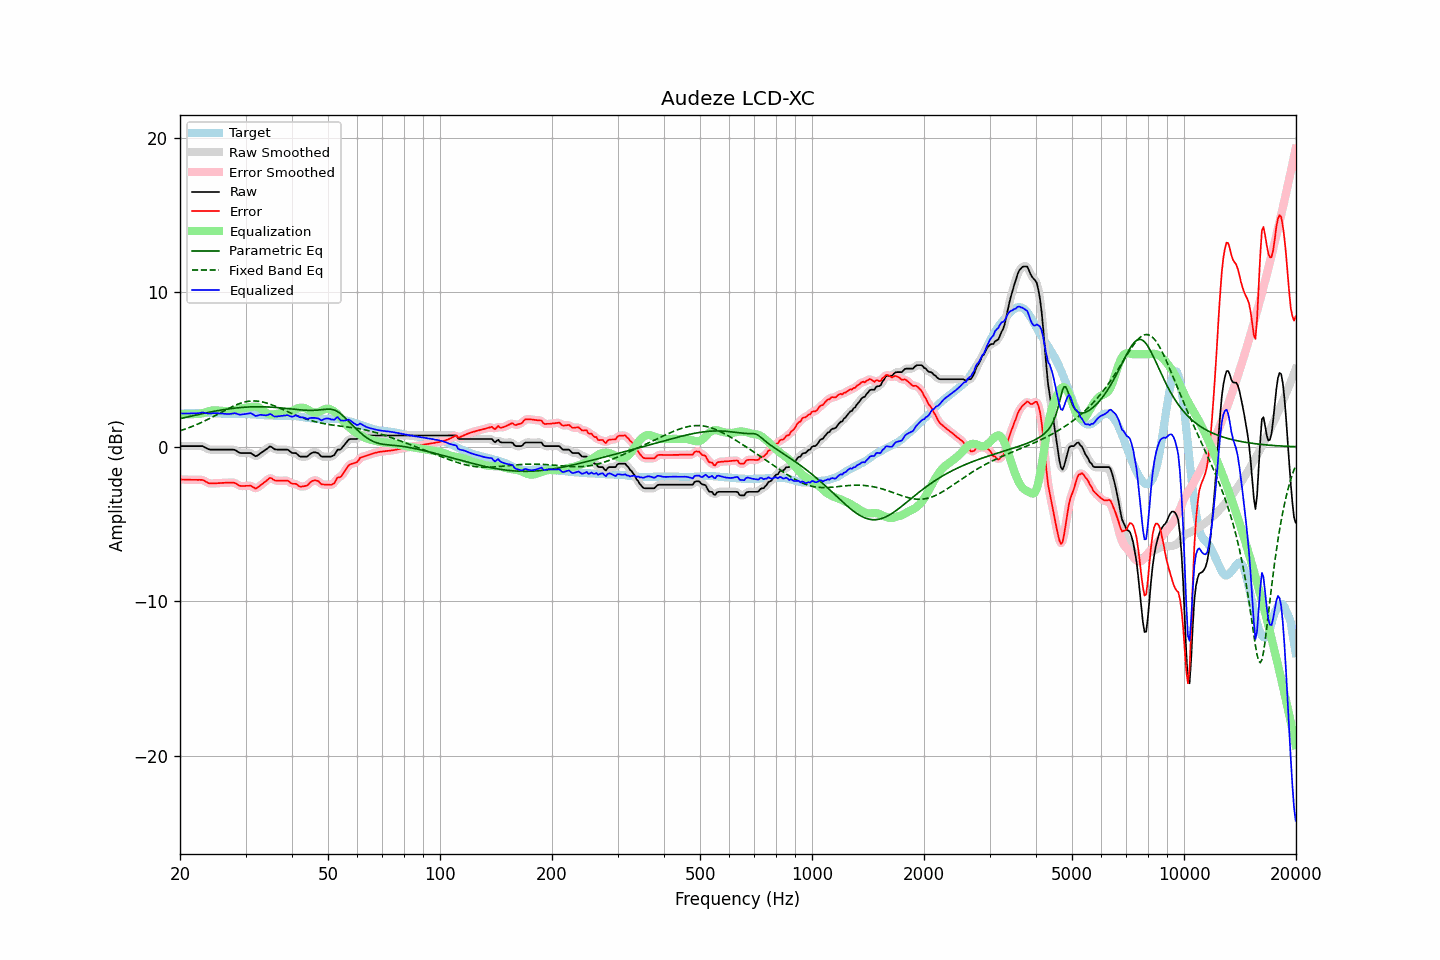 Audeze LCD-XC
Target
Raw Smoothed
Error Smoothed
Raw
Error
Equalization
Parametric Eq
Fixed Band Eq
Equalized
20
10
0
−10
−20
Amplitude (dBr)
20
50
100
200
500
1000
2000
5000
10000
20000
Frequency (Hz)